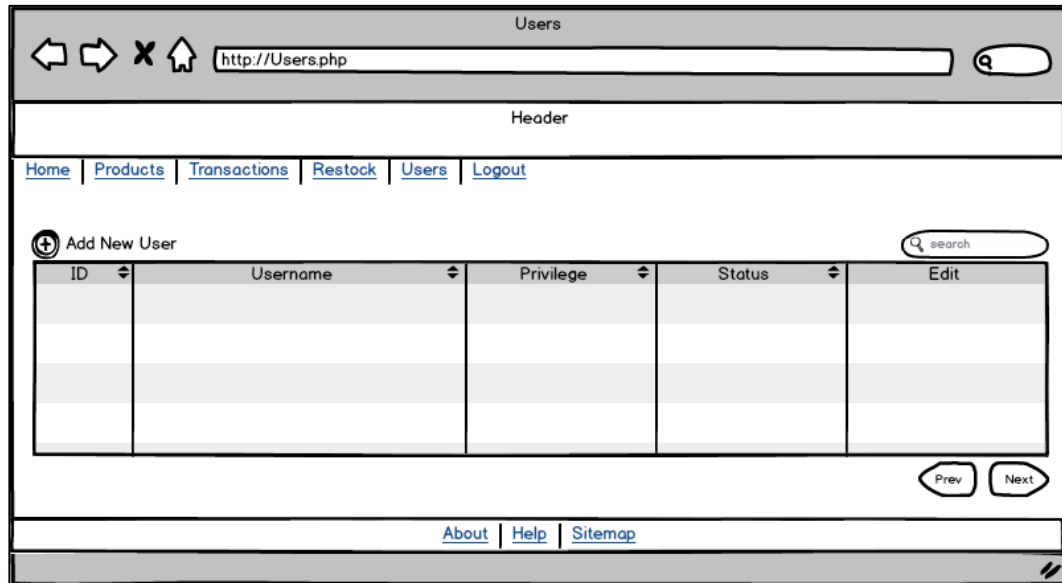 Users
http://Users.php
Header
Home Products Transactions Restock Users Logout
Add New User search
ID Username Privilege Status Edit
Prev Next
About Help Sitemap